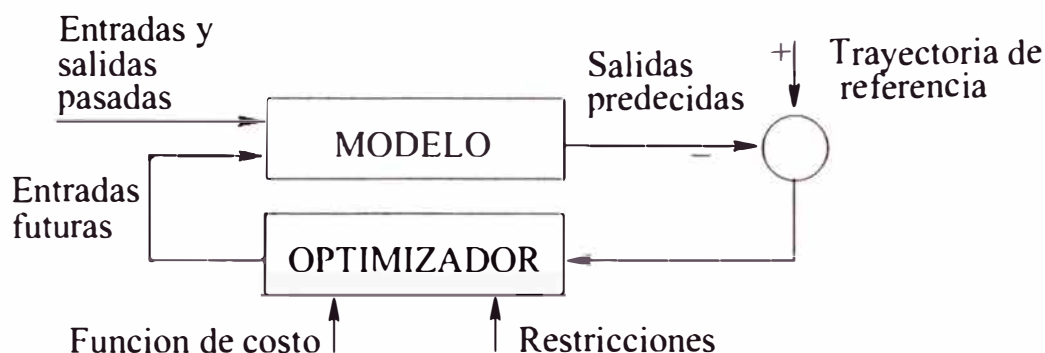 Entradas y
salidas
pasadas
MODELO
Salidas
predecidas
+
Trayectoria de
referencia
−
Entradas
futuras
OPTIMIZADOR
Funcion de costo
Restricciones